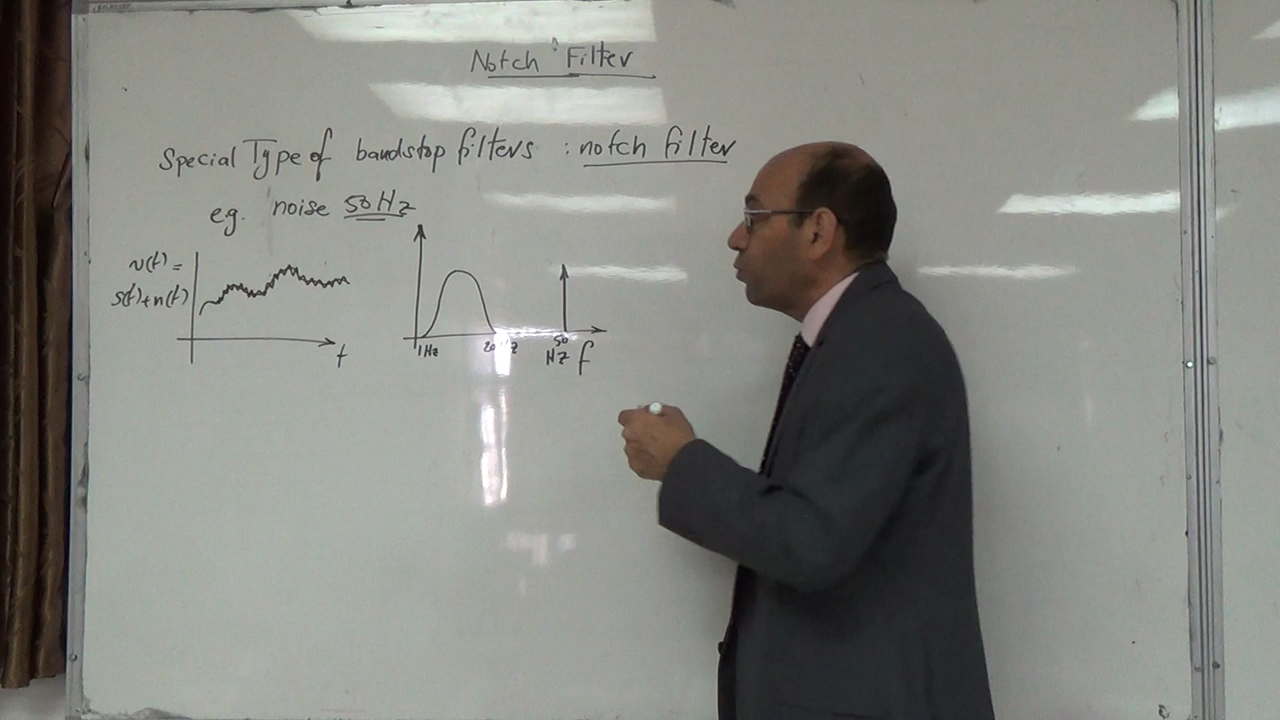 Notch Filter
Special Type of bandstop filters : notch filter
eg. noise 50 Hz
v(t) =
s(t)+n(t)
t
1Hz
50
Hz
f